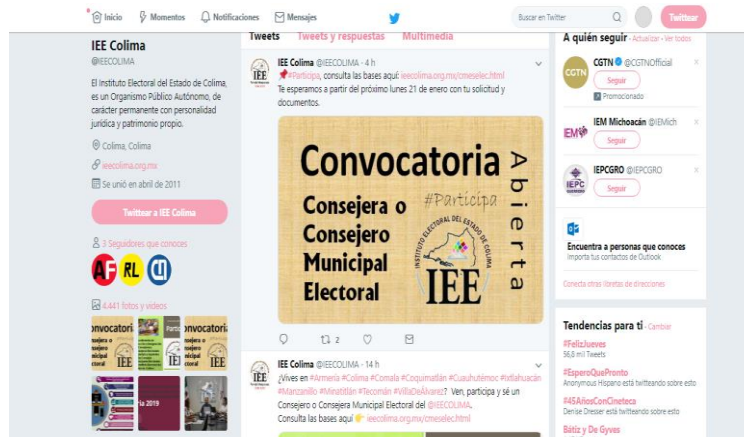 Inicio
Momentos
Notificaciones
Mensajes
Buscar en Twitter
Twittear
IEE Colima
@IEECOLIMA
El Instituto Electoral del Estado de Colima,
es un Organismo Público Autónomo, de
carácter permanente con personalidad
jurídica y patrimonio propio.
Colima, Colima
ieecolima.org.mx
Se unió en abril de 2011
Twittear a IEE Colima
3 Seguidores que conoces
AF RL
4.441 fotos y videos
Tweets Tweets y respuestas Multimedia
IEE Colima @IEECOLIMA · 4 h
#Participa, consulta las bases aquí: ieecolima.org.mx/cmeselec.html
Te esperamos a partir del próximo lunes 21 de enero con tu solicitud y
documentos.
Convocatoria
Abierta
#Participa
Consejera o
Consejero
Municipal
Electoral
INSTITUTO ELECTORAL DEL ESTADO DE COLIMA
IEE
2
IEE Colima @IEECOLIMA · 14 h
¿Vives en #Armería #Colima #Comala #Coquimatlán #Cuauhtémoc #Ixtlahuacán
#Manzanillo #Minatitlán #Tecomán #VillaDeÁlvarez? Ven, participa y sé un
Consejero o Consejera Municipal Electoral del @IEECOLIMA.
Consulta las bases aquí ieecolima.org.mx/cmeselec.html
A quién seguir · Actualizar · Ver todos
CGTN
CGTN @CGTNOfficial
Seguir
Promocionado
IEM
IEM Michoacán @IEMich
Seguir
IEPC
IEPCGRO @IEPCGRO
Seguir
Encuentra a personas que conoces
Importa tus contactos de Outlook
Conecta otras libretas de direcciones
Tendencias para ti · Cambiar
#FelizJueves
56,8 mil Tweets
#EsperoQuePronto
Anonymous Hispano está twitteando sobre esto
#45AñosConCineteca
Denise Dresser está twitteando sobre esto
Bátiz y De Gyves